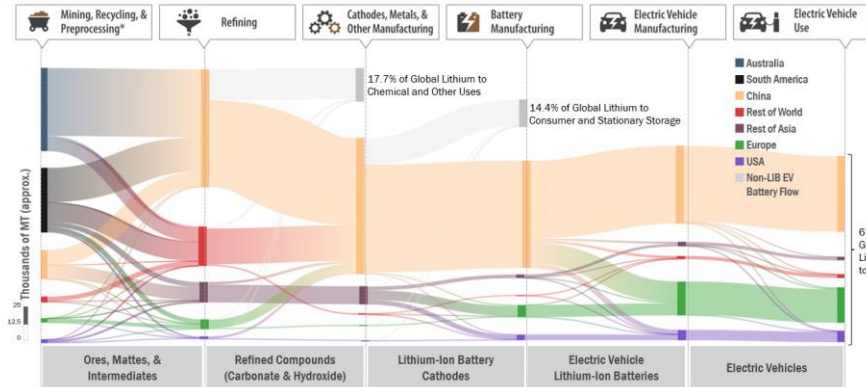 Mining, Recycling, &
Preprocessing*
Refining
Cathodes, Metals, &
Other Manufacturing
Battery
Manufacturing
Electric Vehicle
Manufacturing
Electric Vehicle
Use
17.7% of Global Lithium to
Chemical and Other Uses
14.4% of Global Lithium to
Consumer and Stationary Storage
Australia
South America
China
Rest of World
Rest of Asia
Europe
USA
Non-LIB EV
Battery Flow
Thousands of MT (approx.)
25
12.5
0
6
G
Li
to
Ores, Mattes, &
Intermediates
Refined Compounds
(Carbonate & Hydroxide)
Lithium-Ion Battery
Cathodes
Electric Vehicle
Lithium-Ion Batteries
Electric Vehicles